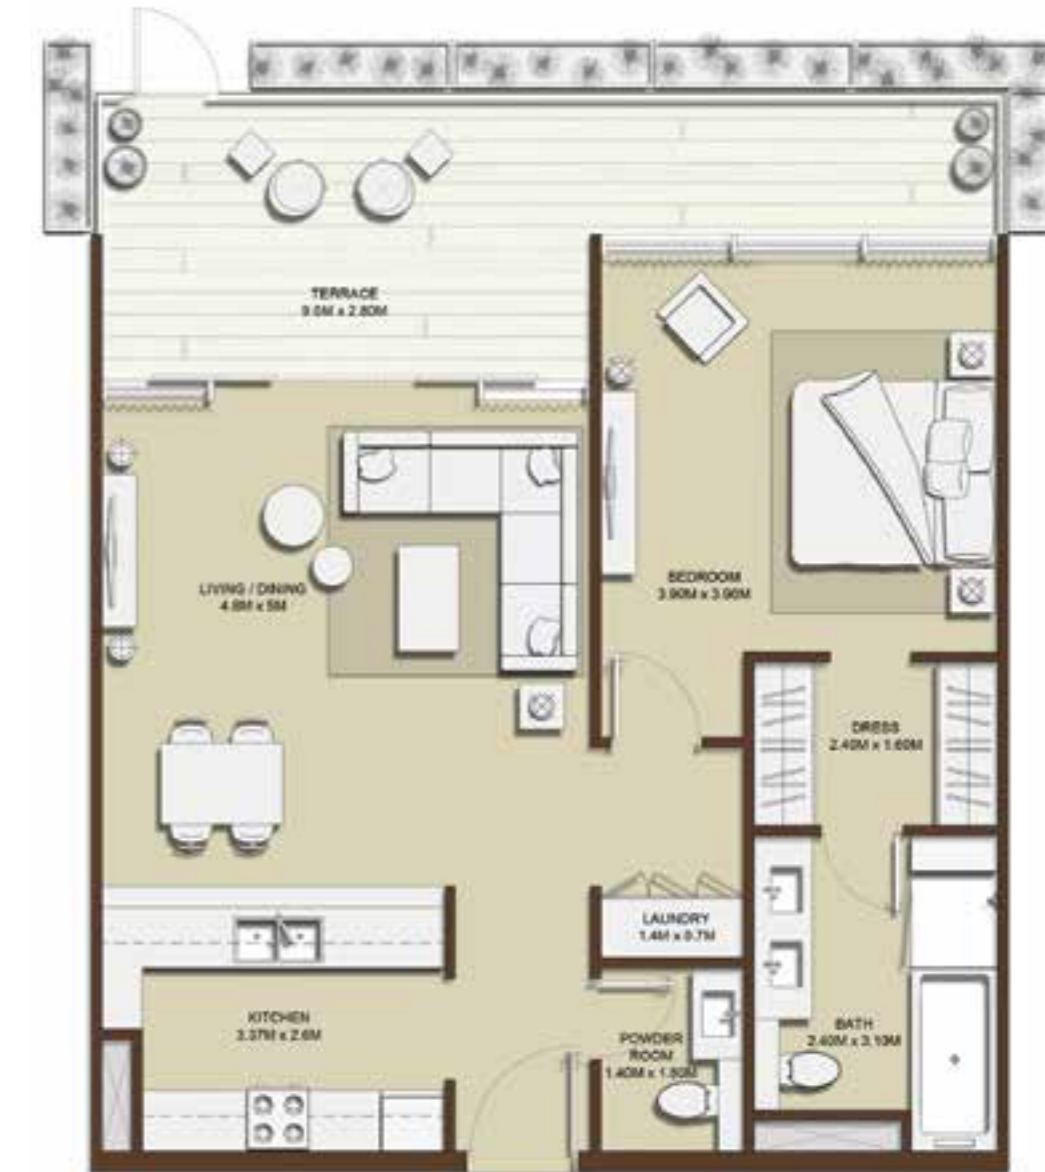 TERRACE
9.0M x 2.80M
LIVING / DINING
4.8M x 5M
BEDROOM
3.90M x 3.90M
DRESS
2.40M x 1.60M
LAUNDRY
1.4M x 0.7M
KITCHEN
3.37M x 2.6M
POWDER
ROOM
1.40M x 1.80M
BATH
2.40M x 3.10M